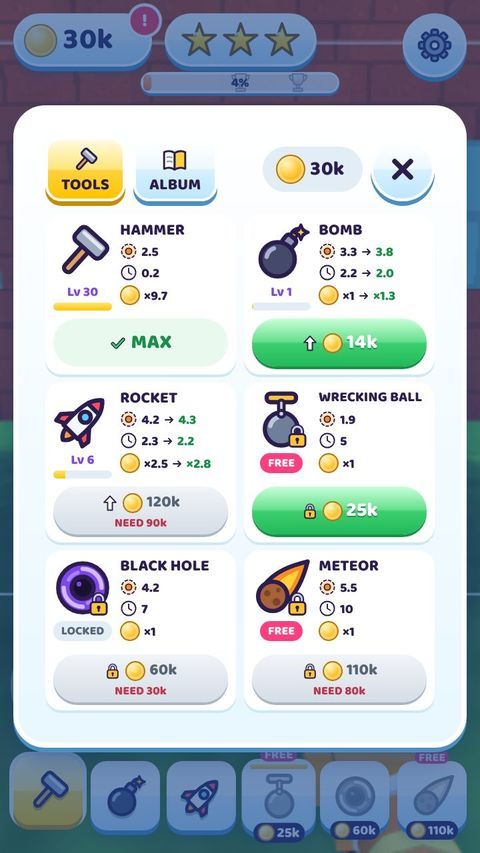 30k
!
4%
TOOLS
ALBUM
30k
HAMMER
2.5
0.2
Lv 30
×9.7
MAX
BOMB
3.3 → 3.8
2.2 → 2.0
Lv 1
×1 → ×1.3
14k
ROCKET
4.2 → 4.3
2.3 → 2.2
Lv 6
×2.5 → ×2.8
120k
NEED 90k
WRECKING BALL
1.9
5
FREE
×1
25k
BLACK HOLE
4.2
7
LOCKED
×1
60k
NEED 30k
METEOR
5.5
10
FREE
×1
110k
NEED 80k
FREE
FREE
25k
60k
110k